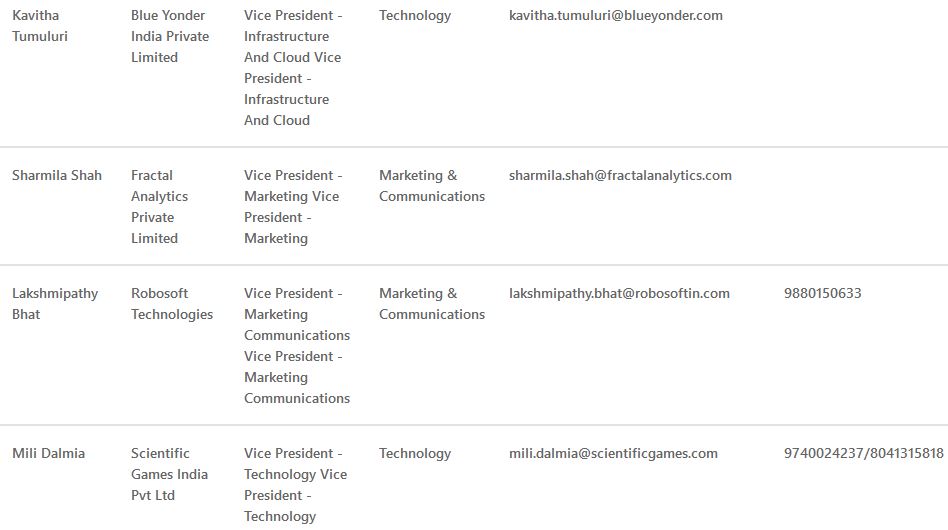 Kavitha Tumuluri
Blue Yonder India Private Limited
Vice President - Infrastructure And Cloud Vice President - Infrastructure And Cloud
Technology
kavitha.tumuluri@blueyonder.com
Sharmila Shah
Fractal Analytics Private Limited
Vice President - Marketing Vice President - Marketing
Marketing & Communications
sharmila.shah@fractalanalytics.com
Lakshmipathy Bhat
Robosoft Technologies
Vice President - Marketing Communications Vice President - Marketing Communications
Marketing & Communications
lakshmipathy.bhat@robosoftin.com
9880150633
Mili Dalmia
Scientific Games India Pvt Ltd
Vice President - Technology Vice President - Technology
Technology
mili.dalmia@scientificgames.com
9740024237/8041315818